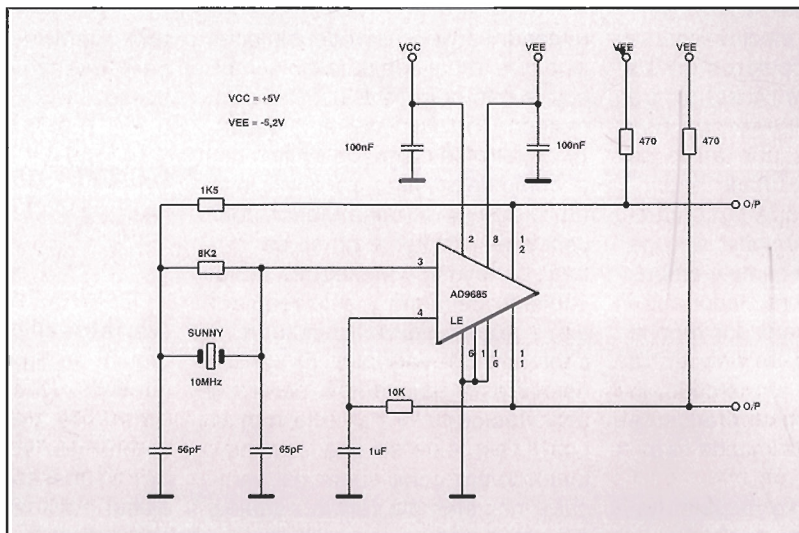 VCC VEE VEE VEE
VCC = +5V
VEE = -5,2V
100nF 100nF 470 470
1K5 O/P
2 8 2
8K2 3
AD9685
4 LE
SUNNY
10MHz
6 1 1 1
6 1
10K O/P
56pF 65pF 1uF